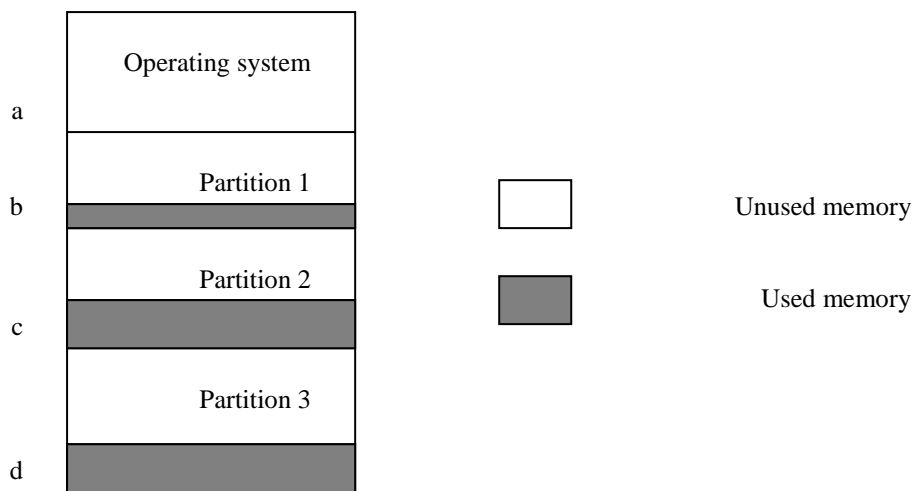 Operating system
a
Partition 1
b
Unused memory
Partition 2
Used memory
c
Partition 3
d